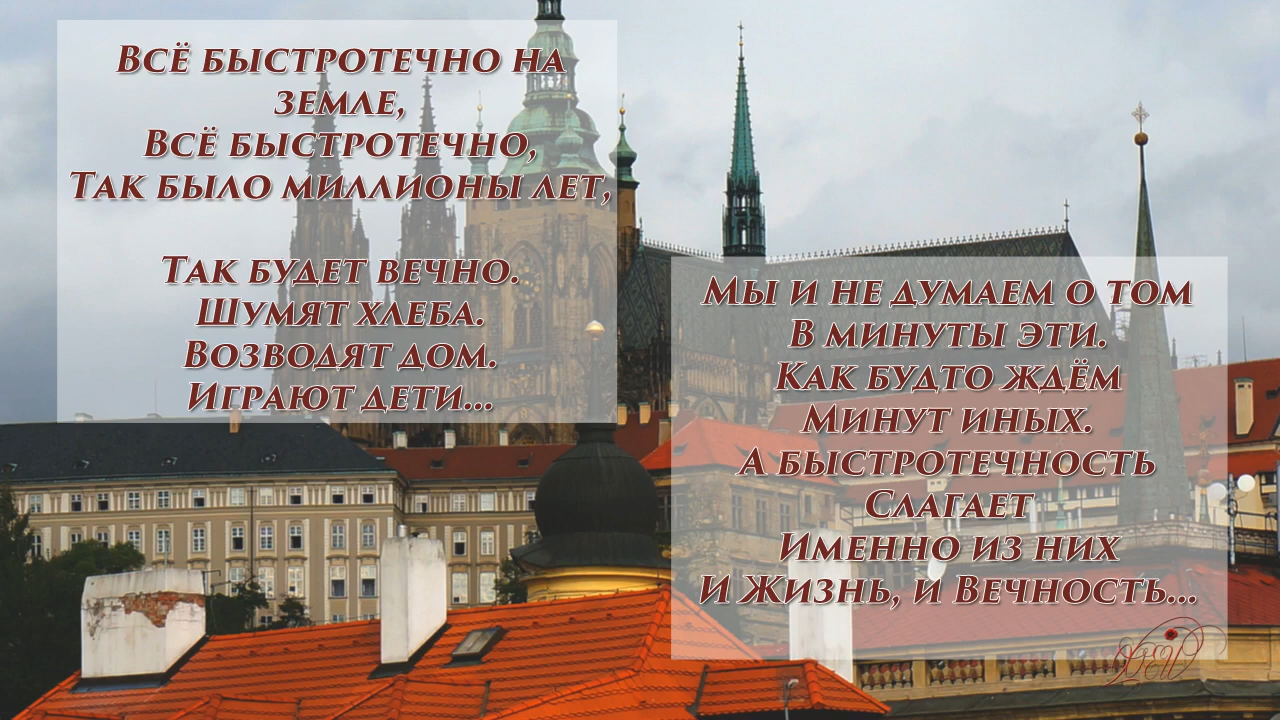 Всё быстротечно на
земле,
Всё быстротечно,
Так было миллионы лет,
Так будет вечно.
Шумят хлеба.
Возводят дом.
Играют дети...
Мы и не думаем о том
В минуты эти.
Как будто ждём
Минут иных.
А быстротечность
Слагает
Именно из них
И Жизнь, и Вечность...